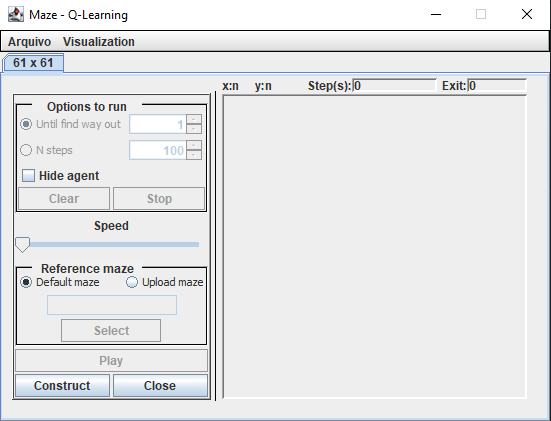 Maze - Q-Learning
Arquivo Visualization
61 x 61
x:n y:n Step(s): 0 Exit: 0
Options to run
Until find way out 1
N steps 100
Hide agent
Clear Stop
Speed
Reference maze
Default maze Upload maze
Select
Play
Construct Close